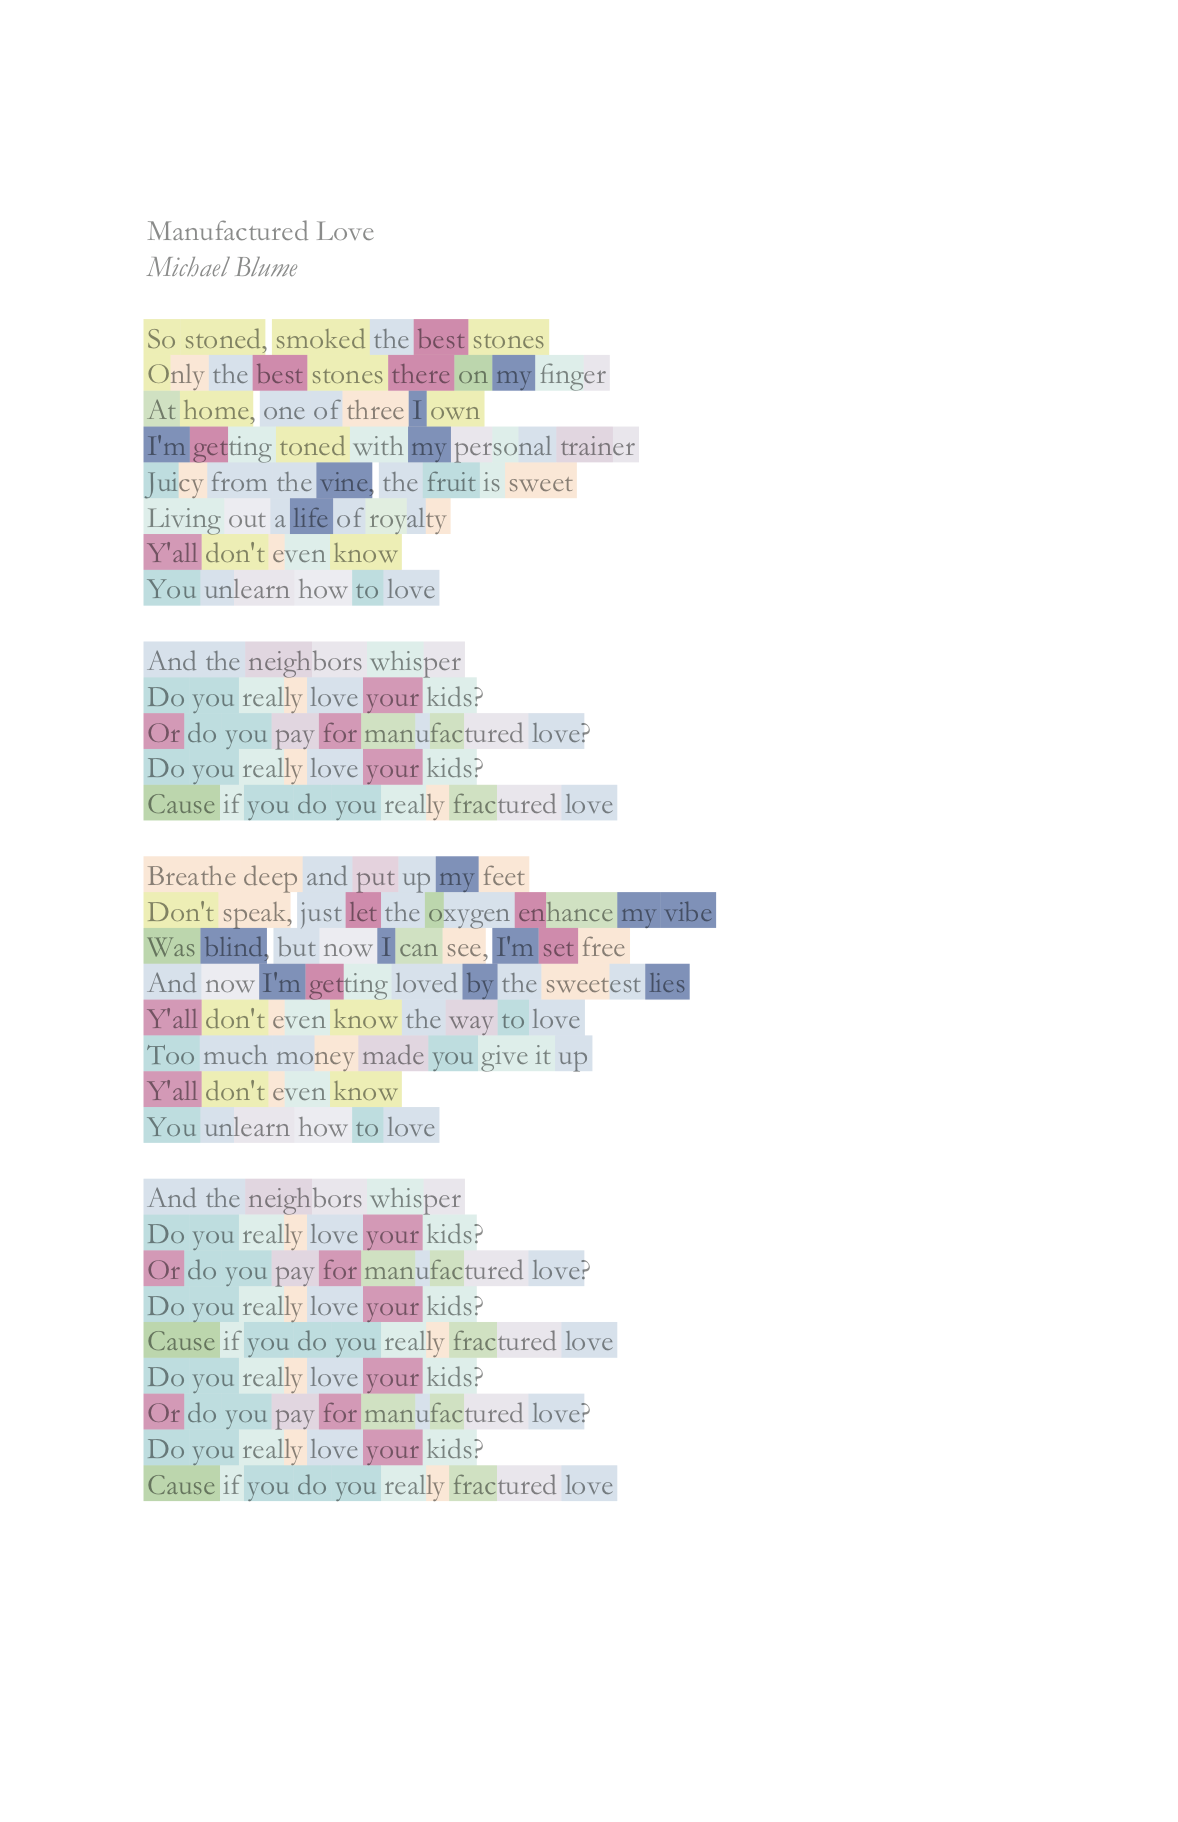 Manufactured Love
Michael Blume
So stoned, smoked the best stones
Only the best stones there on my finger
At home, one of three I own
I'm getting toned with my personal trainer
Juicy from the vine, the fruit is sweet
Living out a life of royalty
Y'all don't even know
You unlearn how to love
And the neighbors whisper
Do you really love your kids?
Or do you pay for manufactured love?
Do you really love your kids?
Cause if you do you really fractured love
Breathe deep and put up my feet
Don't speak, just let the oxygen enhance my vibe
Was blind, but now I can see, I'm set free
And now I'm getting loved by the sweetest lies
Y'all don't even know the way to love
Too much money made you give it up
Y'all don't even know
You unlearn how to love
And the neighbors whisper
Do you really love your kids?
Or do you pay for manufactured love?
Do you really love your kids?
Cause if you do you really fractured love
Do you really love your kids?
Or do you pay for manufactured love?
Do you really love your kids?
Cause if you do you really fractured love